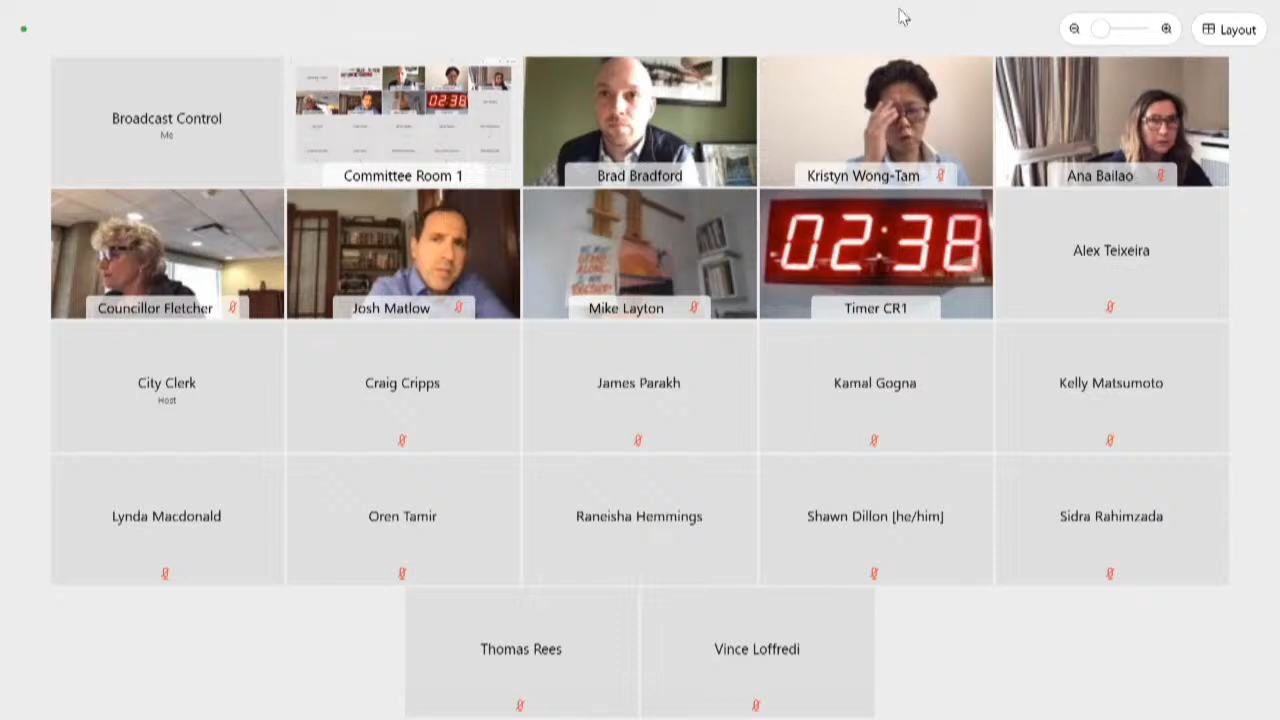 Layout
Broadcast Control
Me
Committee Room 1
Brad Bradford
Kristyn Wong-Tam
Ana Bailao
Councillor Fletcher
Josh Matlow
Mike Layton
02:38
Timer CR1
Alex Teixeira
City Clerk
Host
Craig Cripps
James Parakh
Kamal Gogna
Kelly Matsumoto
Lynda Macdonald
Oren Tamir
Raneisha Hemmings
Shawn Dillon [he/him]
Sidra Rahimzada
Thomas Rees
Vince Loffredi